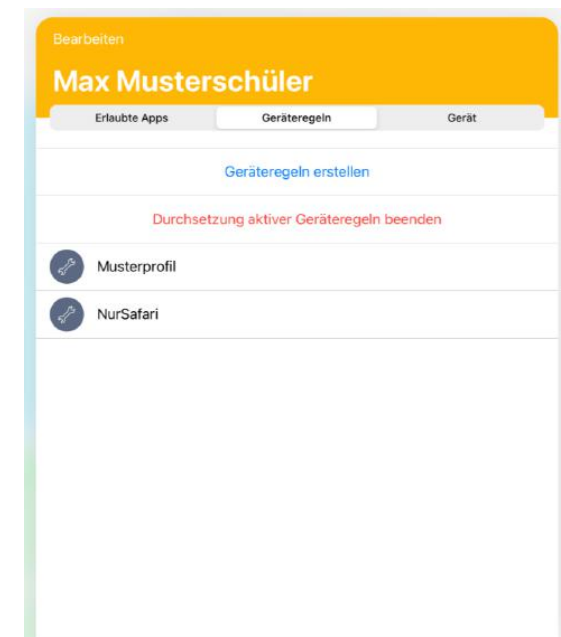 Bearbeiten
Max Musterschüler
Erlaubte Apps Geräteregeln Gerät
Geräteregeln erstellen
Durchsetzung aktiver Geräteregeln beenden
Musterprofil
NurSafari